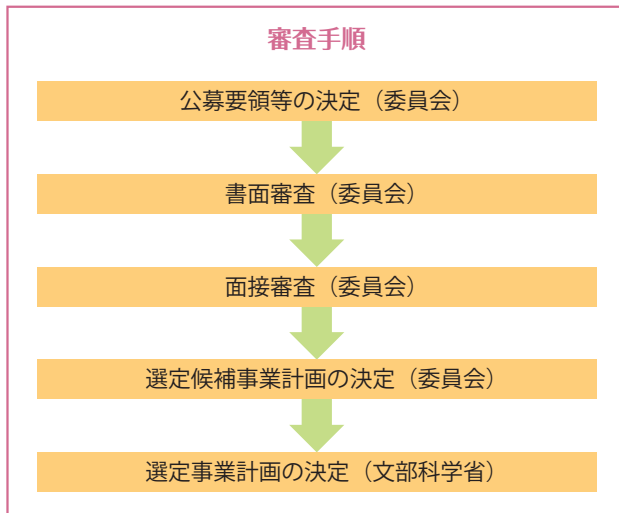 審査手順
公募要領等の決定（委員会）
書面審査（委員会）
面接審査（委員会）
選定候補事業計画の決定（委員会）
選定事業計画の決定（文部科学省）